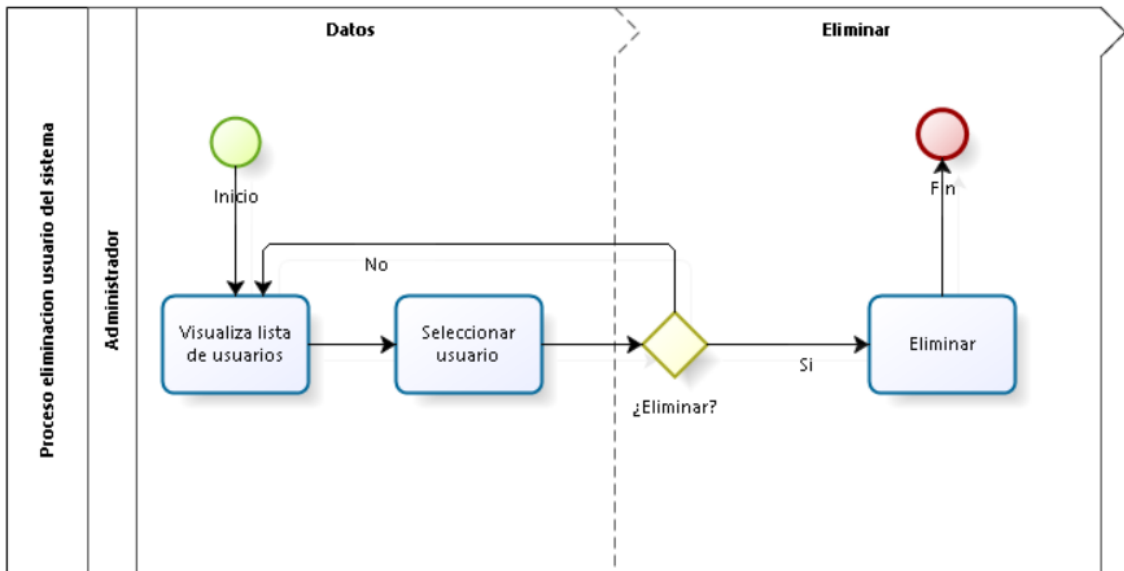 Proceso eliminacion usuario del sistema
Administrador
Datos
Eliminar
Inicio
Fin
No
Visualiza lista
de usuarios
Seleccionar
usuario
¿Eliminar?
Si
Eliminar